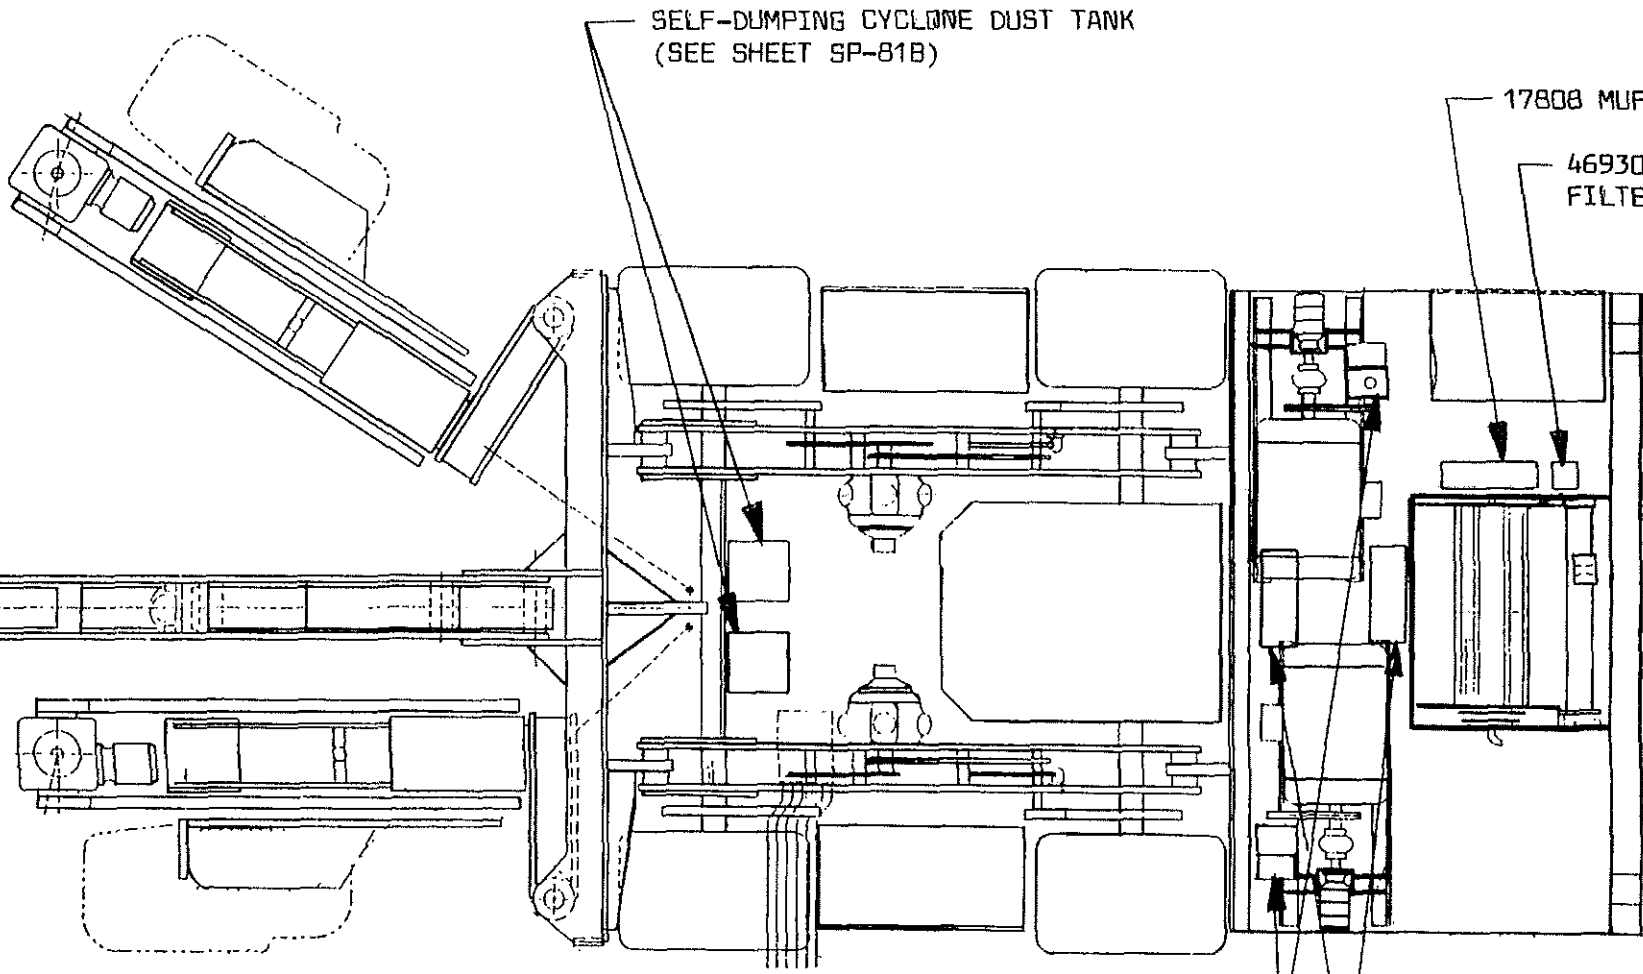 SELF-DUMPING CYCLONE DUST TANK
(SEE SHEET SP-81B)
17808 MUF
46930
FILTE